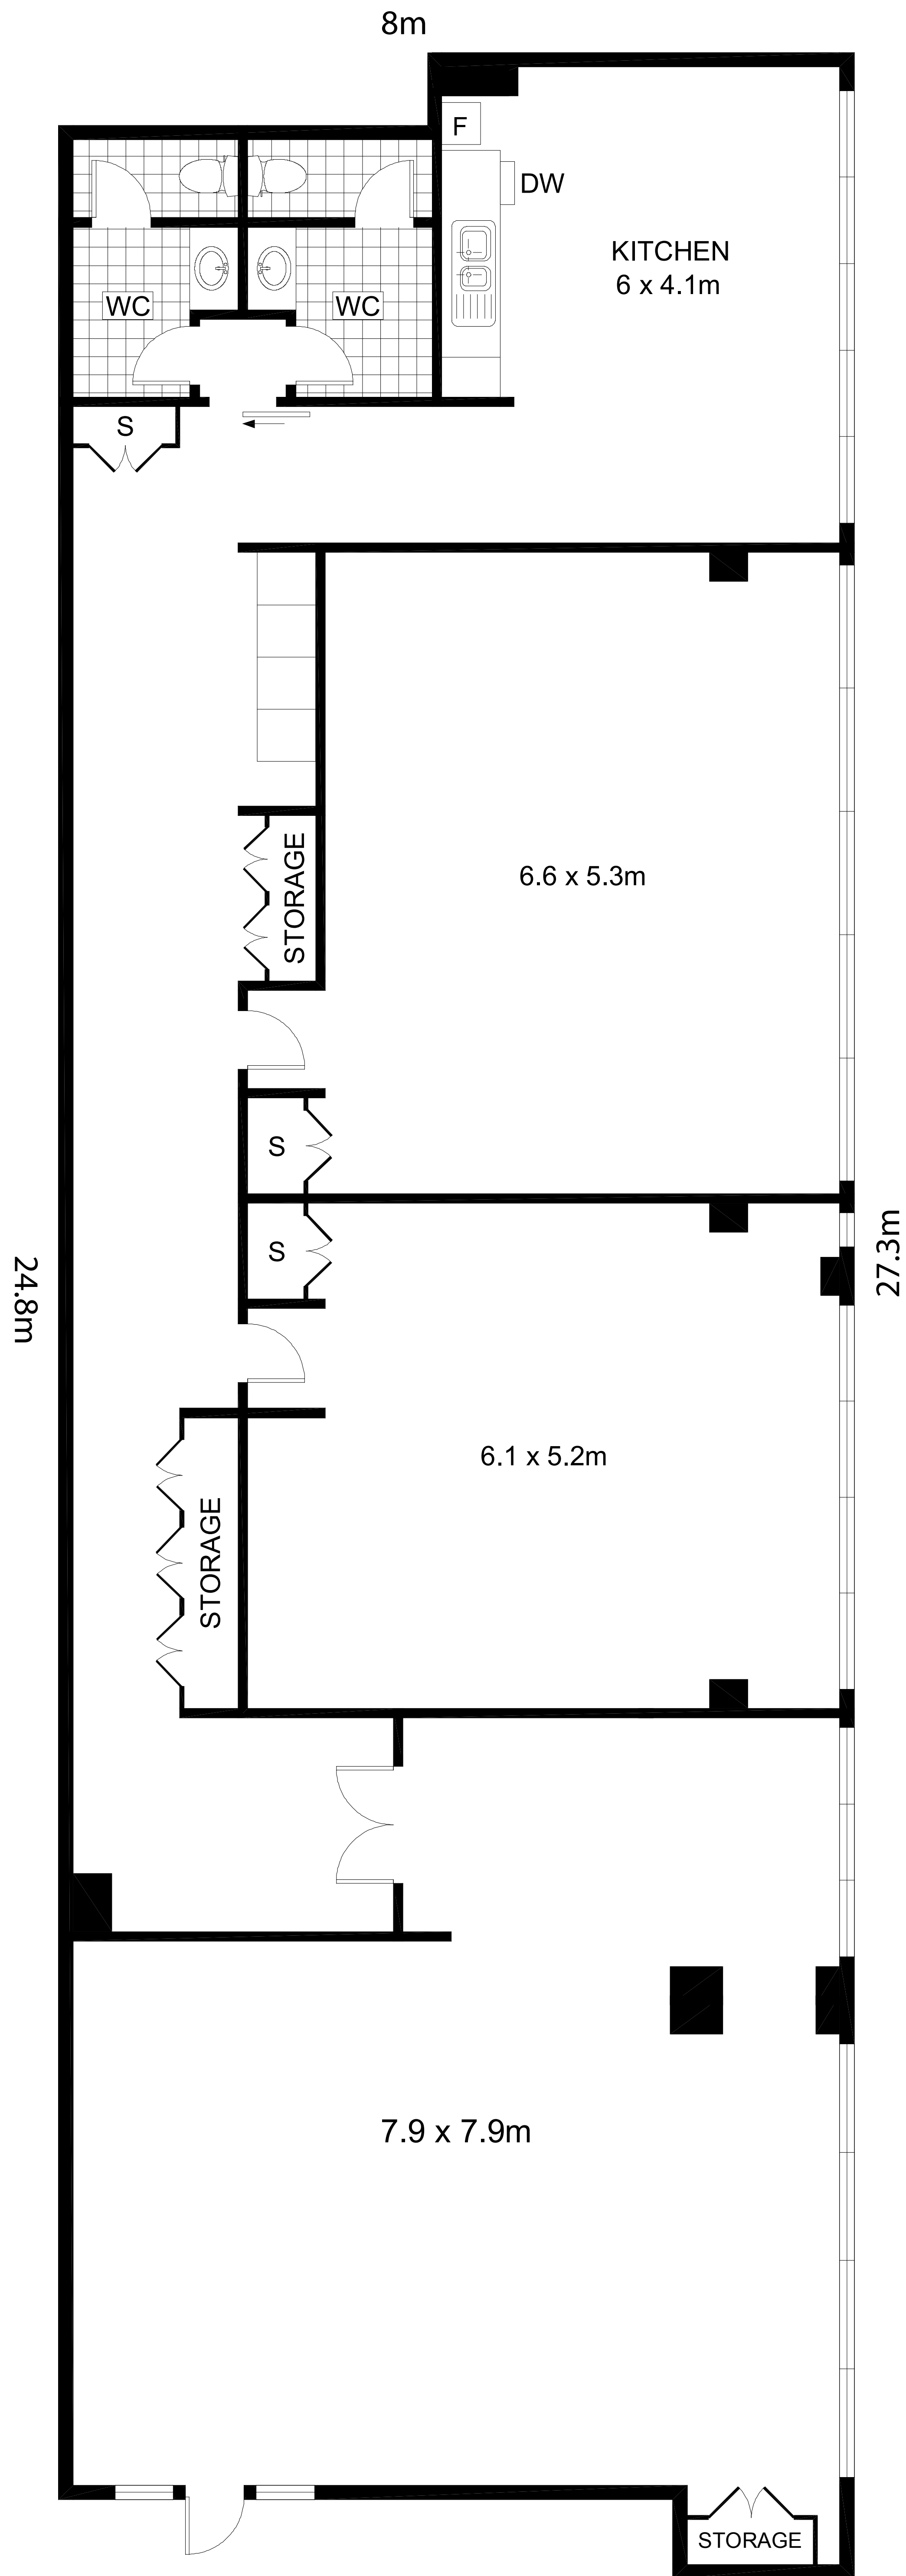 8m
F
DW
KITCHEN
6 x 4.1m
WC
WC
S
STORAGE
6.6 x 5.3m
S
S
24.8m
27.3m
6.1 x 5.2m
STORAGE
7.9 x 7.9m
STORAGE